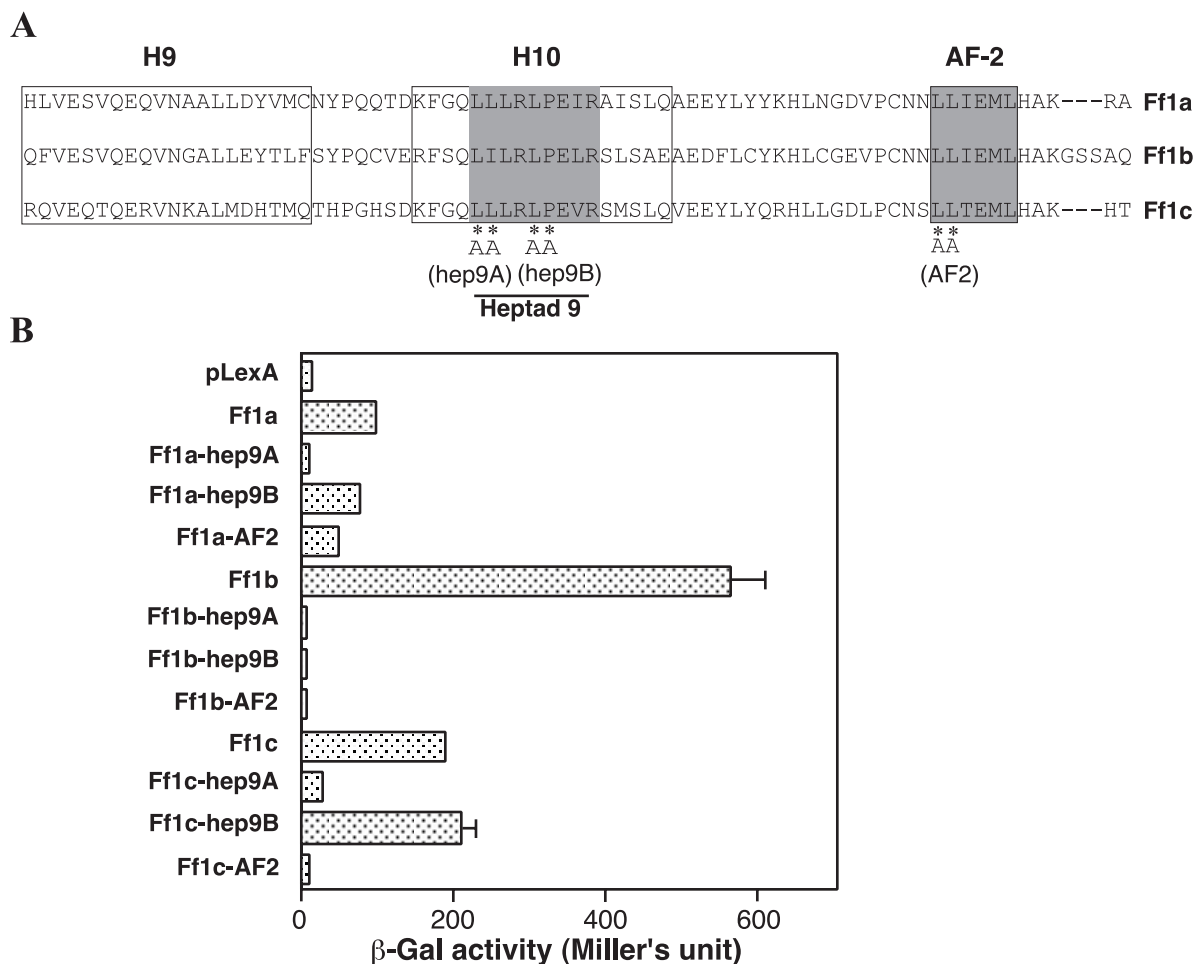 A
H9 H10 AF-2
HLVESVQEQVNAALLDYVMCNYPQQTDKFGQLLLRLPEIRAISLQAEEYLYYKHLNGDVPCNNLLIEMLHAK---RA Ff1a
QFVESVQEQVNGALLEYTLFSYPQCVERFSQLILRLPELRSLSAEAEDFLCYKHLCGEVPCNNLLIEMLHAKGSSAQ Ff1b
RQVEQTQERVNKALMDHTMQTHPGHSDKFGQLLLRLPEVRSMSLQVEEYLYQRHLLGDLPCNSLLTEMLHAK---HT Ff1c
** ** **
AA AA AA
(hep9A) (hep9B) (AF2)
Heptad 9
B
pLexA
Ff1a
Ff1a-hep9A
Ff1a-hep9B
Ff1a-AF2
Ff1b
Ff1b-hep9A
Ff1b-hep9B
Ff1b-AF2
Ff1c
Ff1c-hep9A
Ff1c-hep9B
Ff1c-AF2
0 200 400 600
β-Gal activity (Miller's unit)